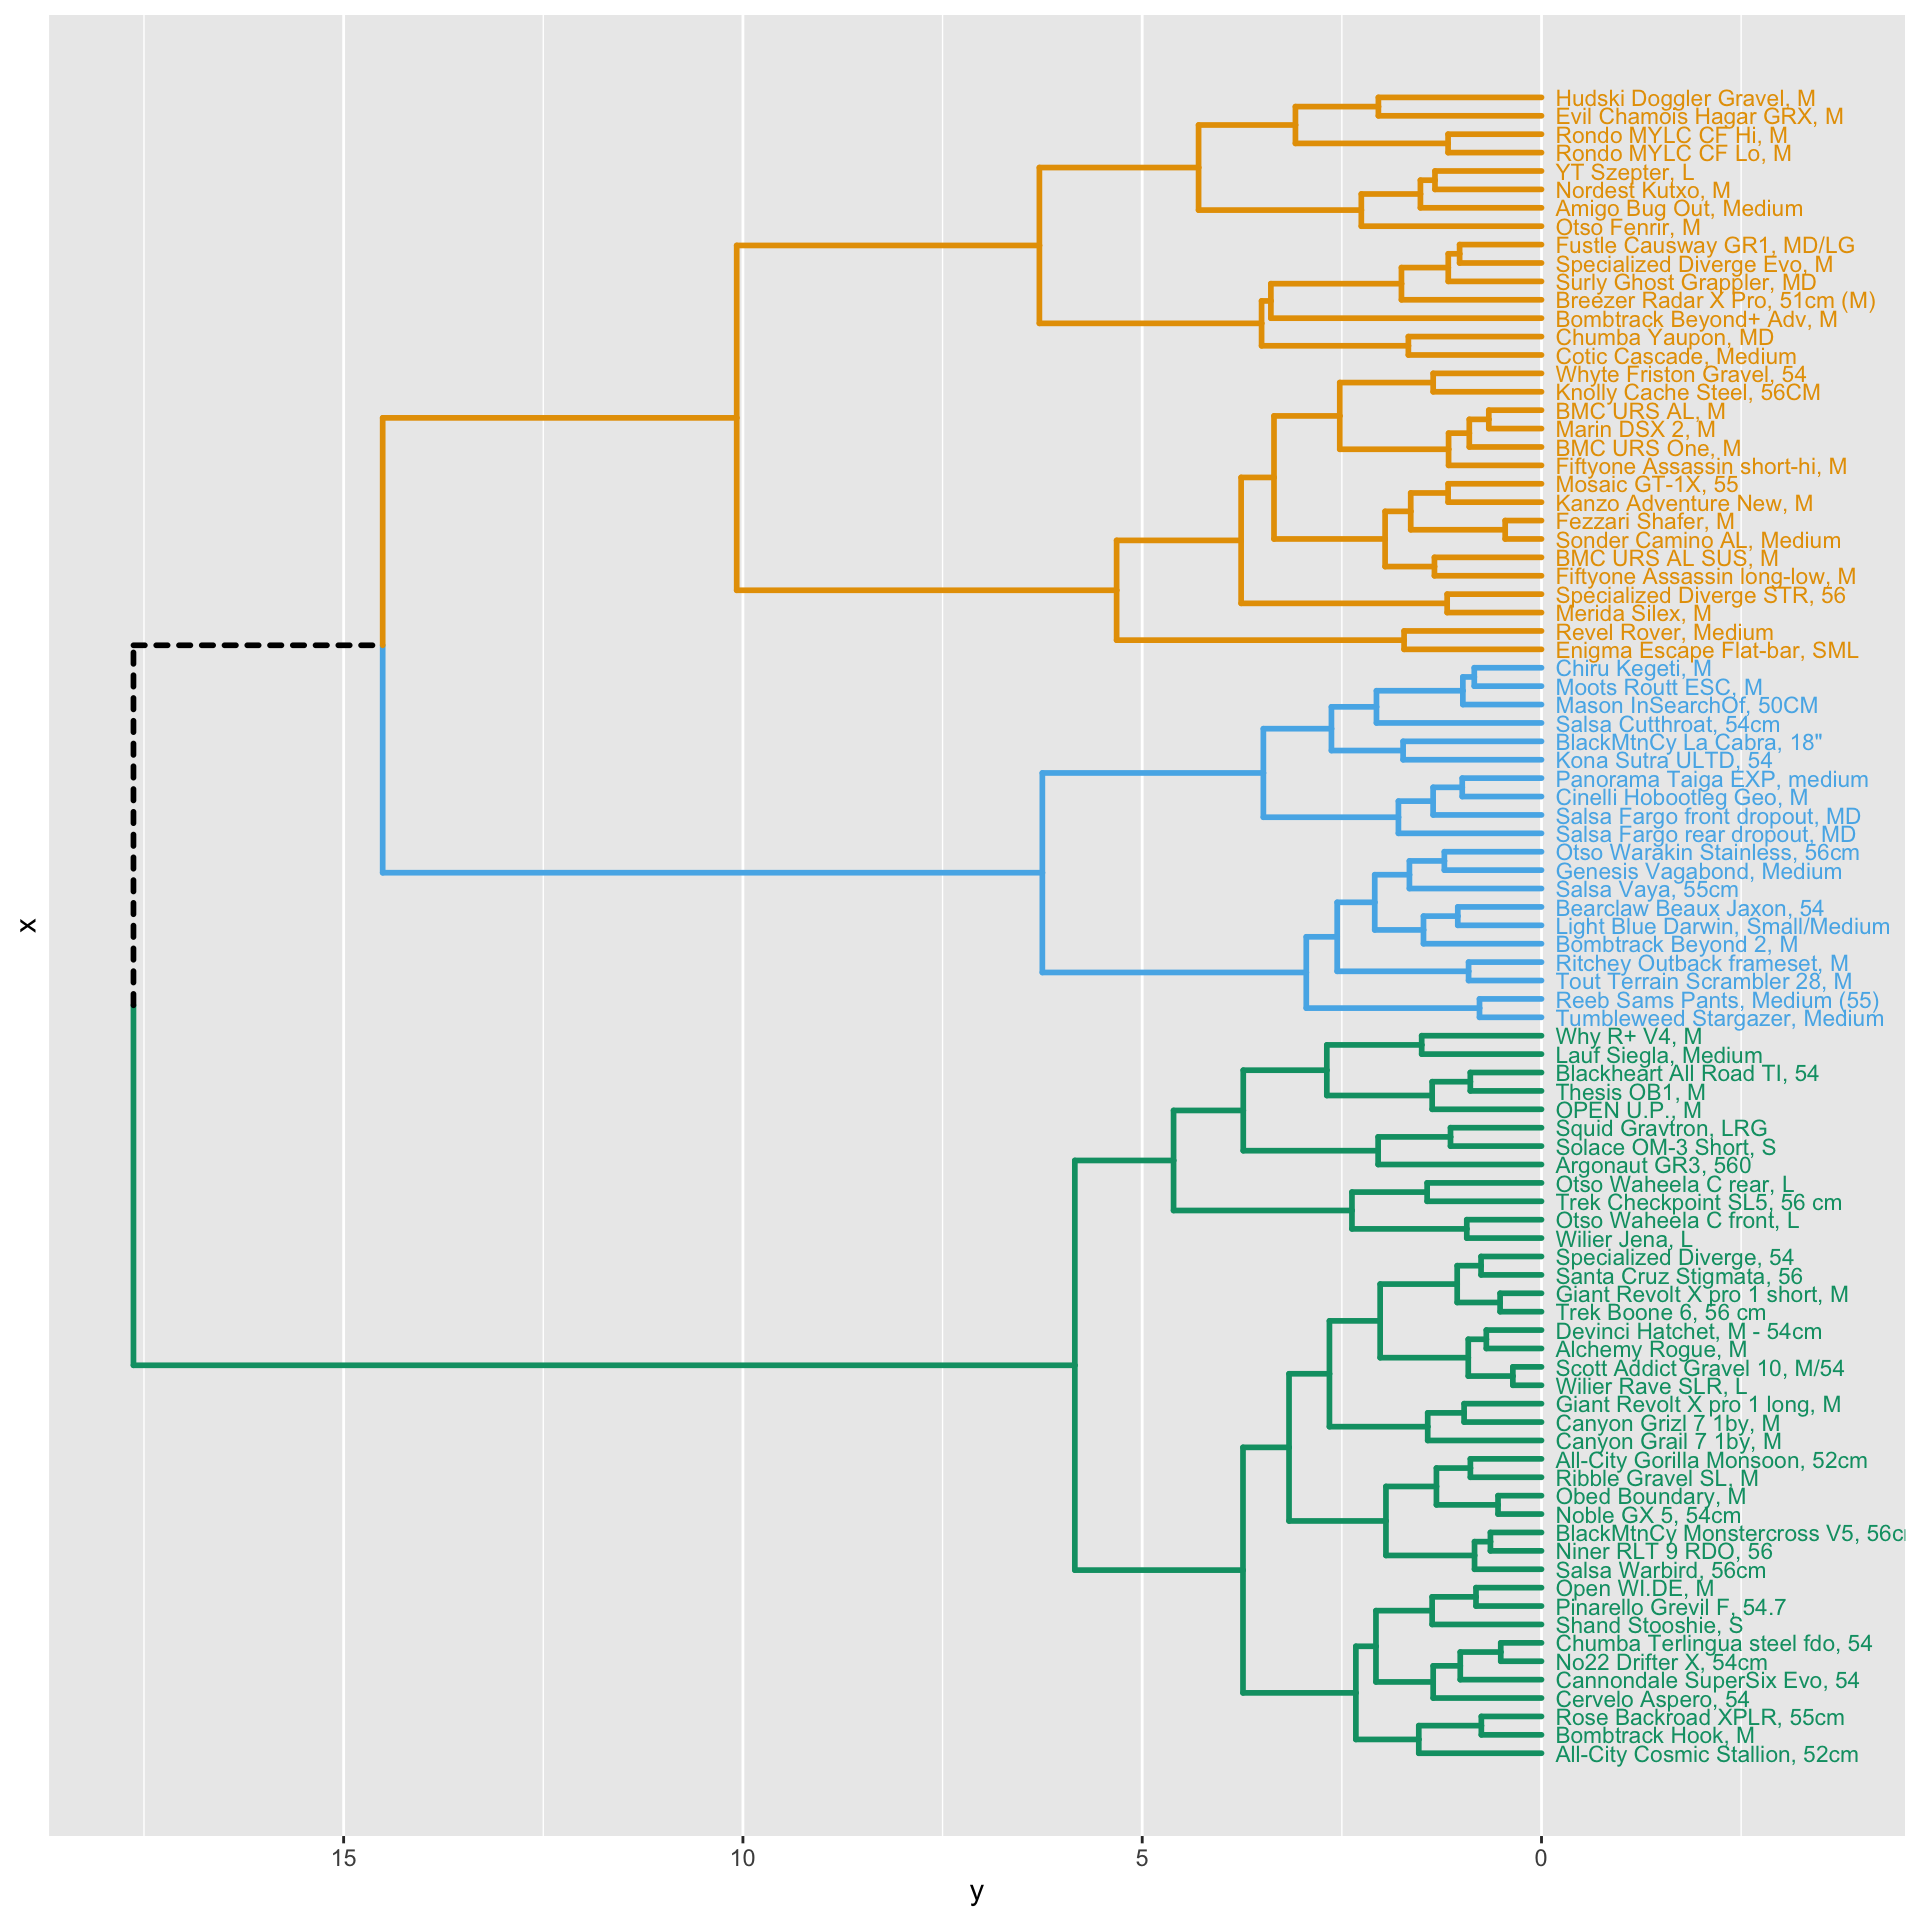 Hudski Doggler Gravel, M
Evil Chamois Hagar GRX, M
Rondo MYLC CF Hi, M
Rondo MYLC CF Lo, M
YT Szepter, L
Nordest Kutxo, M
Amigo Bug Out, Medium
Otso Fenrir, M
Fustle Causway GR1, MD/LG
Specialized Diverge Evo, M
Surly Ghost Grappler, MD
Breezer Radar X Pro, 51cm (M)
Bombtrack Beyond+ Adv, M
Chumba Yaupon, MD
Cotic Cascade, Medium
Whyte Friston Gravel, 54
Knolly Cache Steel, 56CM
BMC URS AL, M
Marin DSX 2, M
BMC URS One, M
Fiftyone Assassin short-hi, M
Mosaic GT-1X, 55
Kanzo Adventure New, M
Fezzari Shafer, M
Sonder Camino AL, Medium
BMC URS AL SUS, M
Fiftyone Assassin long-low, M
Specialized Diverge STR, 56
Merida Silex, M
Revel Rover, Medium
Enigma Escape Flat-bar, SML
Chiru Kegeti, M
Moots Routt ESC, M
Mason InSearchOf, 50CM
Salsa Cutthroat, 54cm
BlackMtnCy La Cabra, 18"
Kona Sutra ULTD, 54
Panorama Taiga EXP, medium
Cinelli Hobootleg Geo, M
Salsa Fargo front dropout, MD
Salsa Fargo rear dropout, MD
Otso Warakin Stainless, 56cm
Genesis Vagabond, Medium
Salsa Vaya, 55cm
Bearclaw Beaux Jaxon, 54
Light Blue Darwin, Small/Medium
Bombtrack Beyond 2, M
Ritchey Outback frameset, M
Tout Terrain Scrambler 28, M
Reeb Sams Pants, Medium (55)
Tumbleweed Stargazer, Medium
Why R+ V4, M
Lauf Siegla, Medium
Blackheart All Road TI, 54
Thesis OB1, M
OPEN U.P., M
Squid Gravtron, LRG
Solace OM-3 Short, S
Argonaut GR3, 560
Otso Waheela C rear, L
Trek Checkpoint SL5, 56 cm
Otso Waheela C front, L
Wilier Jena, L
Specialized Diverge, 54
Santa Cruz Stigmata, 56
Giant Revolt X pro 1 short, M
Trek Boone 6, 56 cm
Devinci Hatchet, M - 54cm
Alchemy Rogue, M
Scott Addict Gravel 10, M/54
Wilier Rave SLR, L
Giant Revolt X pro 1 long, M
Canyon Grizl 7 1by, M
Canyon Grail 7 1by, M
All-City Gorilla Monsoon, 52cm
Ribble Gravel SL, M
Obed Boundary, M
Noble GX 5, 54cm
BlackMtnCy Monstercross V5, 56c
Niner RLT 9 RDO, 56
Salsa Warbird, 56cm
Open WI.DE, M
Pinarello Grevil F, 54.7
Shand Stooshie, S
Chumba Terlingua steel fdo, 54
No22 Drifter X, 54cm
Cannondale SuperSix Evo, 54
Cervelo Aspero, 54
Rose Backroad XPLR, 55cm
Bombtrack Hook, M
All-City Cosmic Stallion, 52cm
x
15 10 5 0
y